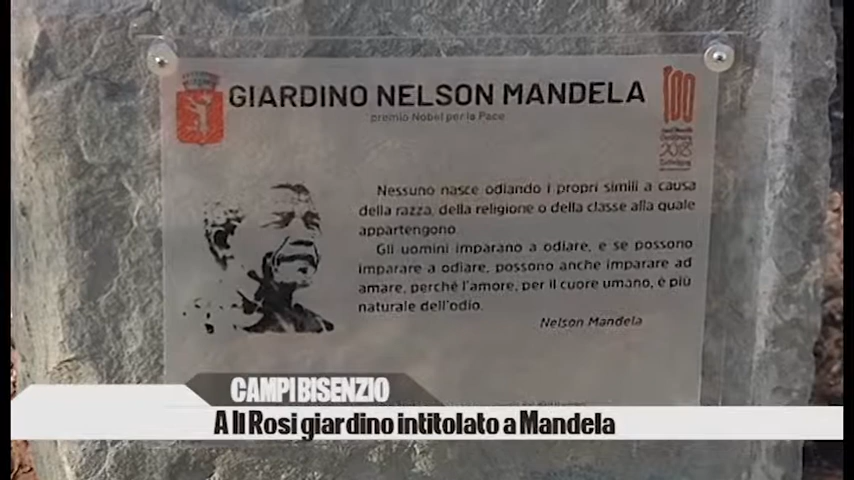 GIARDINO NELSON MANDELA
premio Nobel per la Pace
100
2018
Nessuno nasce odiando i propri simili a causa
della razza, della religione o della classe alla quale
appartengono.
Gli uomini imparano a odiare, e se possono
imparare a odiare, possono anche imparare ad
amare, perché l'amore, per il cuore umano, è più
naturale dell'odio.
Nelson Mandela
CAMPI BISENZIO
A Il Rosi giardino intitolato a Mandela